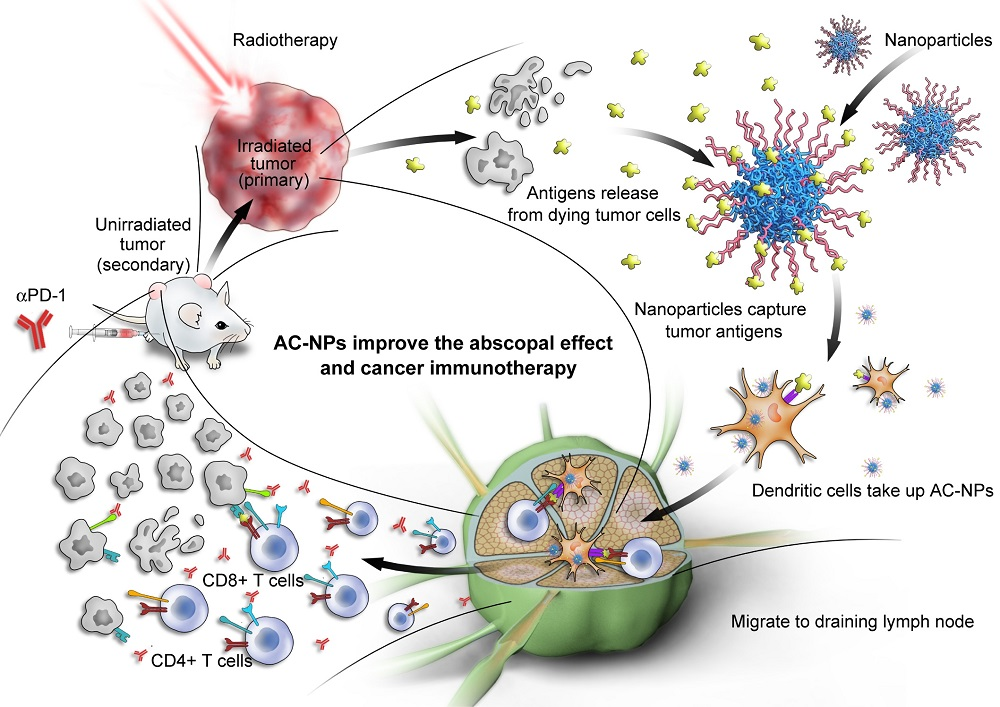 Radiotherapy
Nanoparticles
Irradiated
tumor
(primary)
Antigens release
from dying tumor cells
Unirradiated
tumor
(secondary)
αPD-1
Nanoparticles capture
tumor antigens
AC-NPs improve the abscopal effect
and cancer immunotherapy
Dendritic cells take up AC-NPs
CD8+ T cells
Migrate to draining lymph node
CD4+ T cells